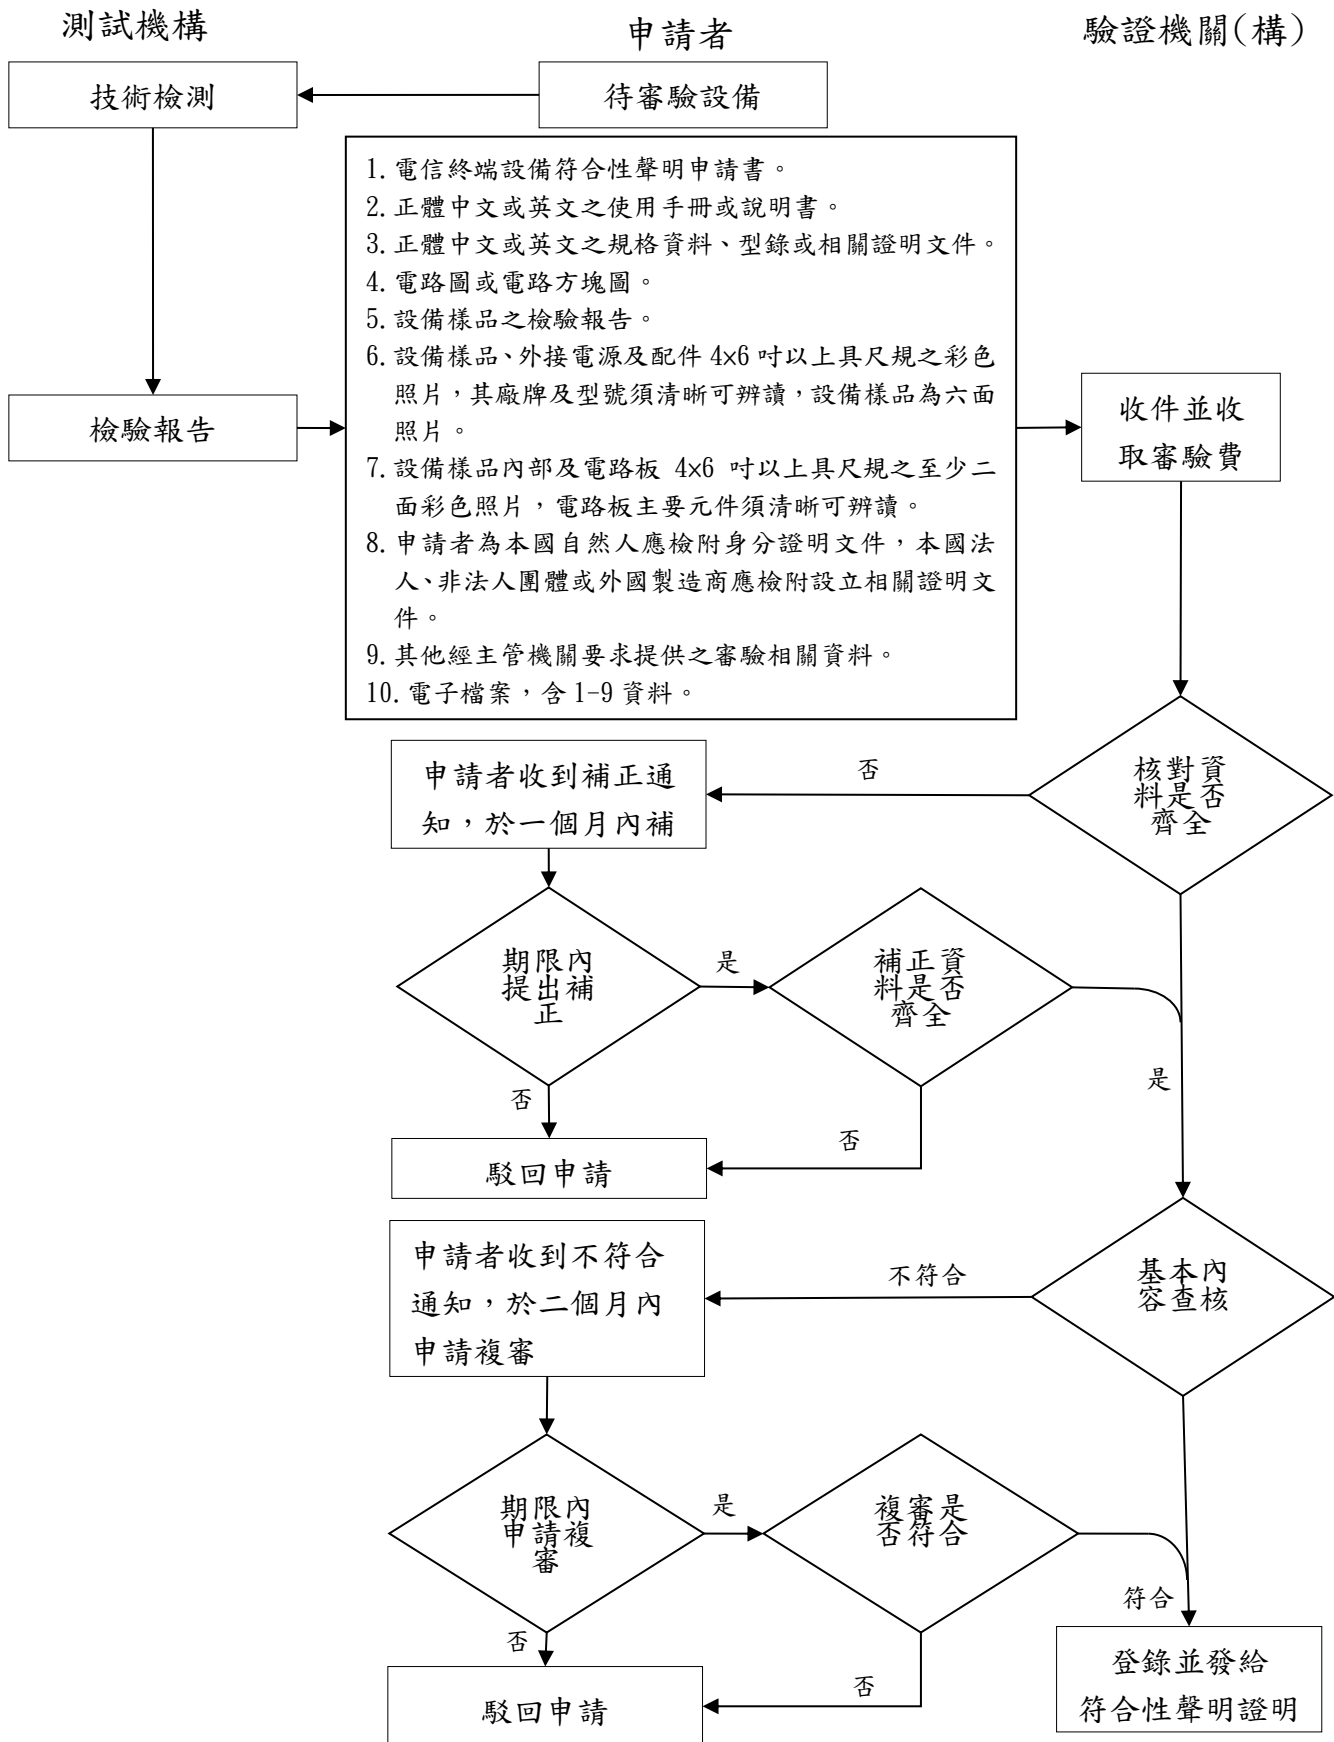 測試機構
申請者
驗證機關(構)
技術檢測
待審驗設備
1. 電信終端設備符合性聲明申請書。
2. 正體中文或英文之使用手冊或說明書。
3. 正體中文或英文之規格資料、型錄或相關證明文件。
4. 電路圖或電路方塊圖。
5. 設備樣品之檢驗報告。
6. 設備樣品、外接電源及配件 4×6 吋以上具尺規之彩色
照片，其廠牌及型號須清晰可辨讀，設備樣品為六面
照片。
7. 設備樣品內部及電路板 4×6 吋以上具尺規之至少二
面彩色照片，電路板主要元件須清晰可辨讀。
8. 申請者為本國自然人應檢附身分證明文件，本國法
人、非法人團體或外國製造商應檢附設立相關證明文
件。
9. 其他經主管機關要求提供之審驗相關資料。
10. 電子檔案，含 1-9 資料。
檢驗報告
收件並收
取審驗費
申請者收到補正通
知，於一個月內補
否
核對資
料是否
齊全
期限內
提出補
正
是
補正資
料是否
齊全
是
否
駁回申請
否
申請者收到不符合
通知，於二個月內
申請複審
不符合
基本內
容查核
期限內
申請複
審
是
複審是
否符合
符合
否
駁回申請
否
登錄並發給
符合性聲明證明